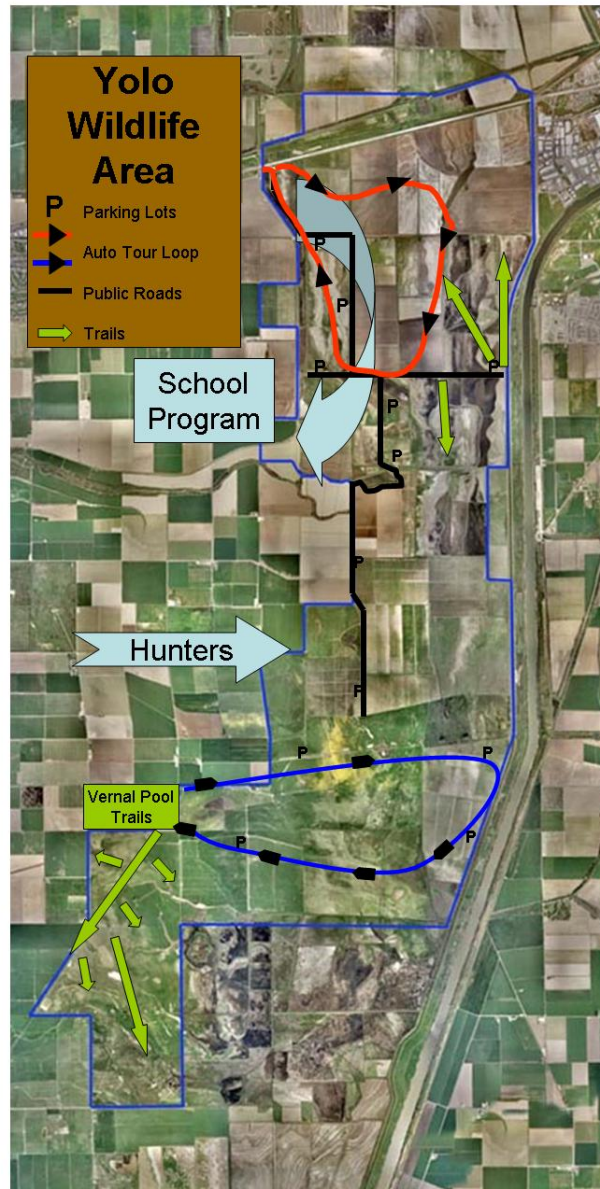 Yolo
Wildlife
Area
P Parking Lots
Auto Tour Loop
Public Roads
Trails
P
P
School
Program
P
P
P
P
P
Hunters
P
P
P
Vernal Pool
Trails
P
P